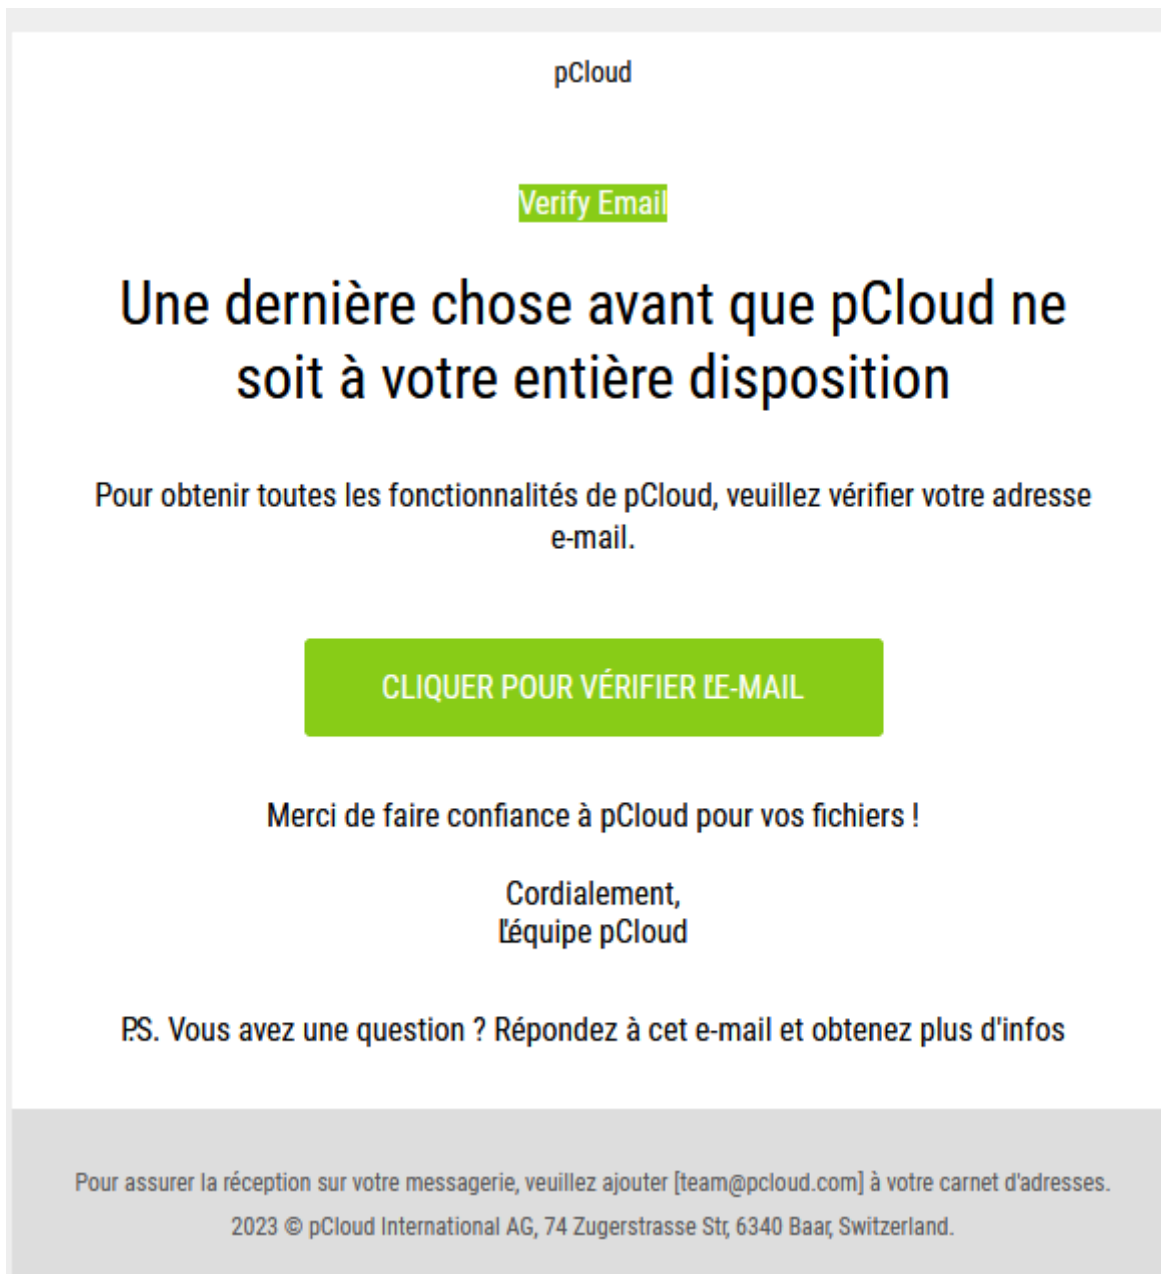 pCloud
Verify Email
Une dernière chose avant que pCloud ne
soit à votre entière disposition
Pour obtenir toutes les fonctionnalités de pCloud, veuillez vérifier votre adresse
e-mail.
CLIQUER POUR VÉRIFIER L'E-MAIL
Merci de faire confiance à pCloud pour vos fichiers !
Cordialement,
L'équipe pCloud
P.S. Vous avez une question ? Répondez à cet e-mail et obtenez plus d'infos
Pour assurer la réception sur votre messagerie, veuillez ajouter [team@pcloud.com] à votre carnet d'adresses.
2023 © pCloud International AG, 74 Zugerstrasse Str, 6340 Baar, Switzerland.